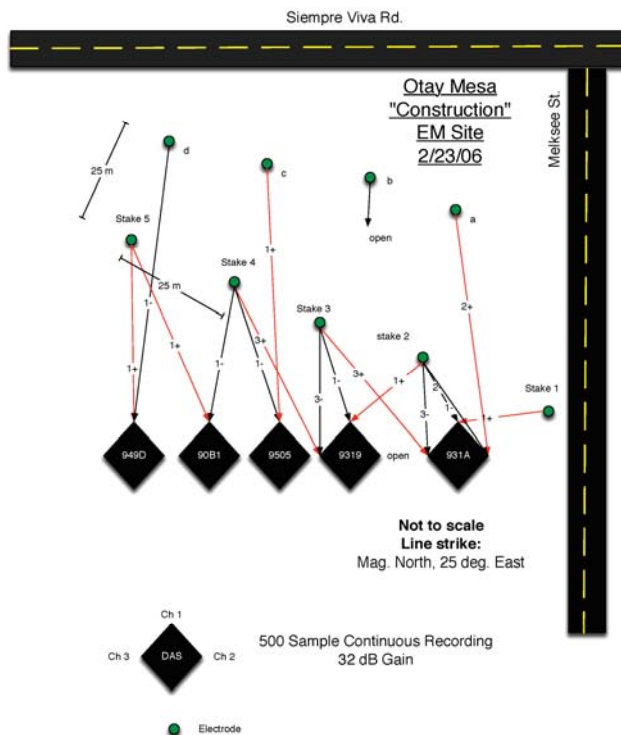 Siempre Viva Rd.
Otay Mesa
"Construction"
EM Site
2/23/06
Melksee St.
d
c
b
a
25 m
open
Stake 5
Stake 4
25 m
Stake 3
stake 2
Stake 1
1+
2+
1-
1+
1+
1-
1-
3+
3-
1-
3+
1+
3-
2-
1-
1+
949D
90B1
9505
9319
open
931A
Not to scale
Line strike:
Mag. North, 25 deg. East
Ch 1
Ch 3
DAS
Ch 2
500 Sample Continuous Recording
32 dB Gain
Electrode